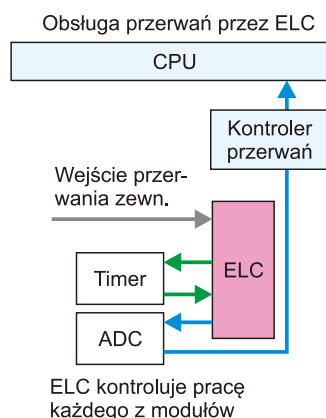 Obsługa przerwań przez ELC
CPU
Kontroler
przerwań
Wejście przer-
wania zewn.
ELC
Timer
ADC
ELC kontroluje pracę
każdego z modułów